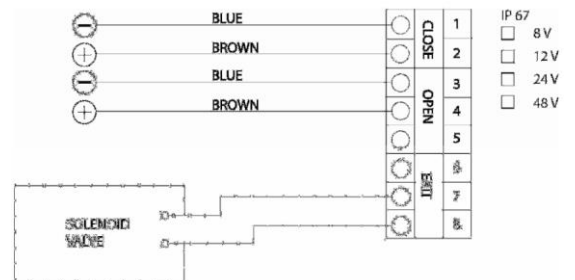 BLUE
BROWN
BLUE
BROWN
CLOSE
OPEN
EXIT
1
2
3
4
5
6
7
8
IP 67
8 V
12 V
24 V
48 V
SOLENOID
VALVE